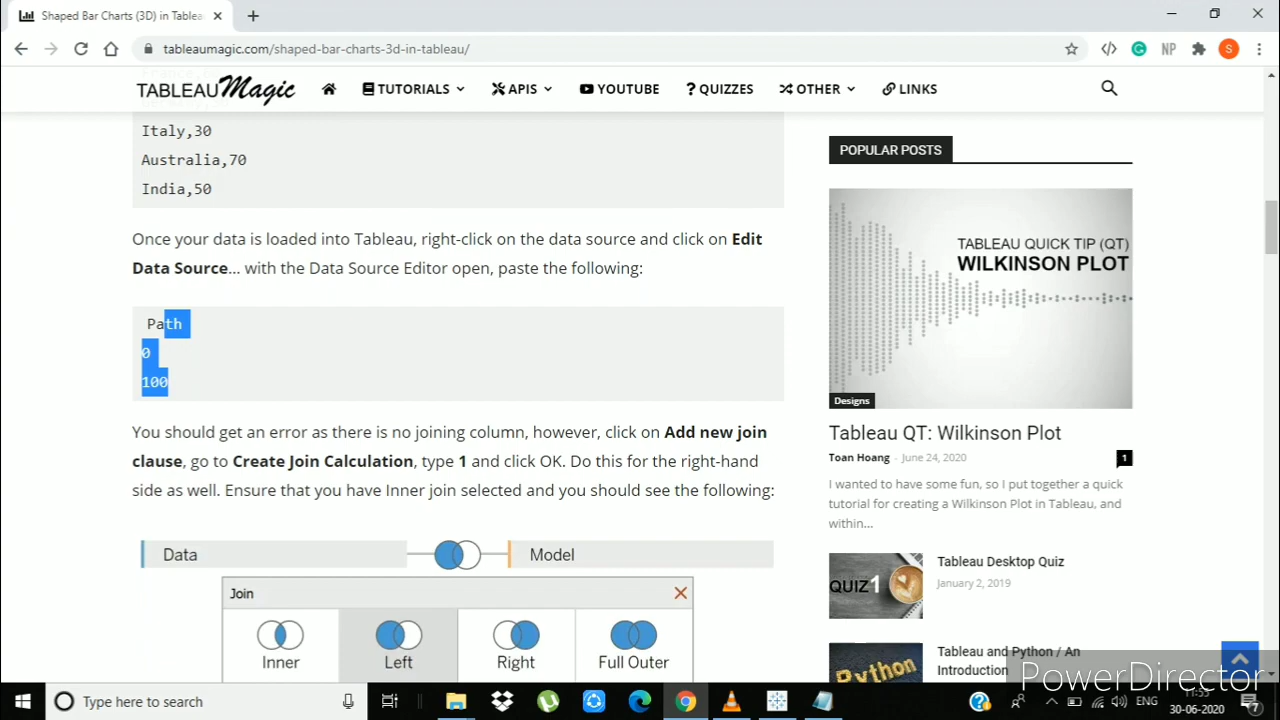 Shaped Bar Charts (3D) in Tablea
tableaumagic.com/shaped-bar-charts-3d-in-tableau/
NP
S
TABLEAU Magic
TUTORIALS
APIS
YOUTUBE
? QUIZZES
OTHER
LINKS
Italy,30
Australia,70
India,50
Once your data is loaded into Tableau, right-click on the data source and click on Edit
Data Source… with the Data Source Editor open, paste the following:
Path
0
100
You should get an error as there is no joining column, however, click on Add new join
clause, go to Create Join Calculation, type 1 and click OK. Do this for the right-hand
side as well. Ensure that you have Inner join selected and you should see the following:
Data
Model
Join
Inner
Left
Right
Full Outer
POPULAR POSTS
TABLEAU QUICK TIP (QT)
WILKINSON PLOT
Designs
Tableau QT: Wilkinson Plot
Toan Hoang - June 24, 2020
1
I wanted to have some fun, so I put together a quick
tutorial for creating a Wilkinson Plot in Tableau, and
within...
QUIZ1
Tableau Desktop Quiz
January 2, 2019
Python
Tableau and Python / An
Introduction
PowerDirector
Type here to search
ENG
11:55
30-06-2020
7